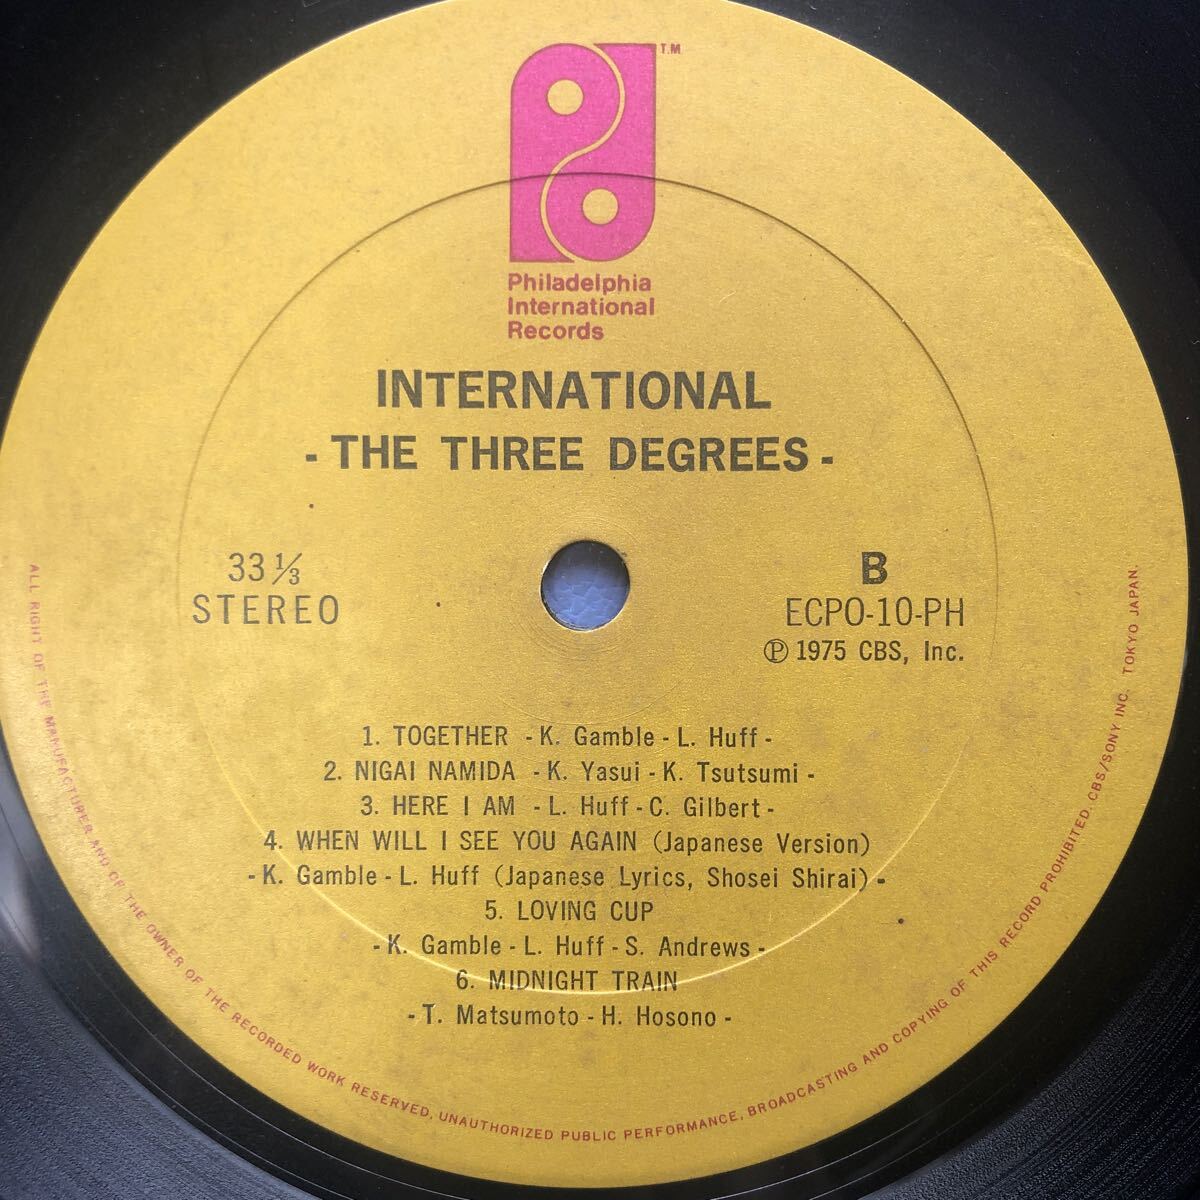 T.M
Philadelphia
International
Records
INTERNATIONAL
- THE THREE DEGREES -
33 1/3
STEREO
B
ECPO-10-PH
Ⓟ 1975 CBS, Inc.
1. TOGETHER - K. Gamble - L. Huff -
2. NIGAI NAMIDA - K. Yasui - K. Tsutsumi -
3. HERE I AM - L. Huff - C. Gilbert -
4. WHEN WILL I SEE YOU AGAIN (Japanese Version)
- K. Gamble - L. Huff (Japanese Lyrics, Shosei Shirai) -
5. LOVING CUP
- K. Gamble - L. Huff - S. Andrews -
6. MIDNIGHT TRAIN
- T. Matsumoto - H. Hosono -
ALL RIGHT OF THE MANUFACTURER AND OF THE OWNER OF THE RECORDED WORK RESERVED. UNAUTHORIZED PUBLIC PERFORMANCE, BROADCASTING AND COPYING OF THIS RECORD PROHIBITED. CBS/SONY INC. TOKYO JAPAN.